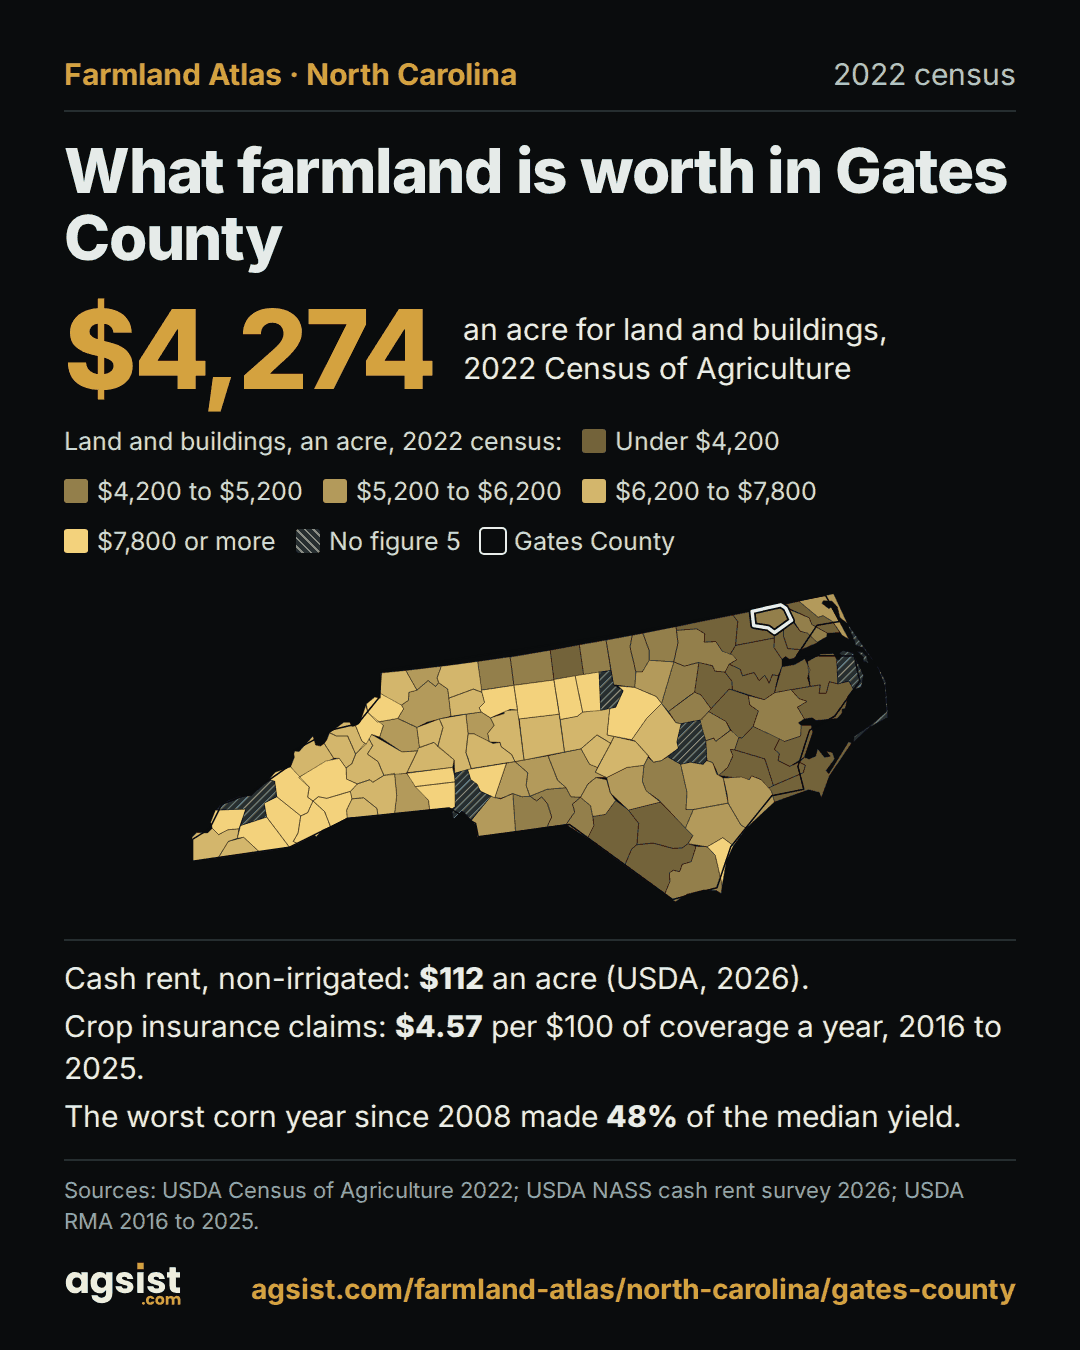 Farmland Atlas · North Carolina
2022 census
What farmland is worth in Gates
County
$4,274
an acre for land and buildings,
2022 Census of Agriculture
Land and buildings, an acre, 2022 census: Under $4,200
$4,200 to $5,200 $5,200 to $6,200 $6,200 to $7,800
$7,800 or more No figure 5 Gates County
Cash rent, non-irrigated: $112 an acre (USDA, 2026).
Crop insurance claims: $4.57 per $100 of coverage a year, 2016 to
2025.
The worst corn year since 2008 made 48% of the median yield.
Sources: USDA Census of Agriculture 2022; USDA NASS cash rent survey 2026; USDA
RMA 2016 to 2025.
agsist
.com
agsist.com/farmland-atlas/north-carolina/gates-county